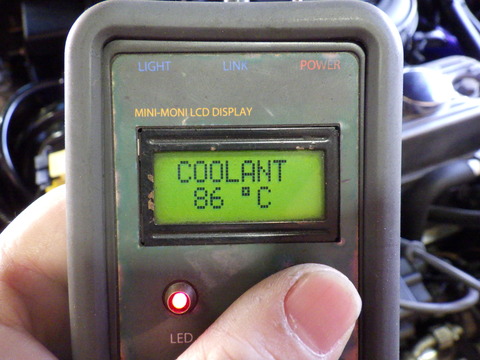 LIGHT LINK POWER
MINI-MONI LCD DISPLAY
COOLANT
86 °C
LED